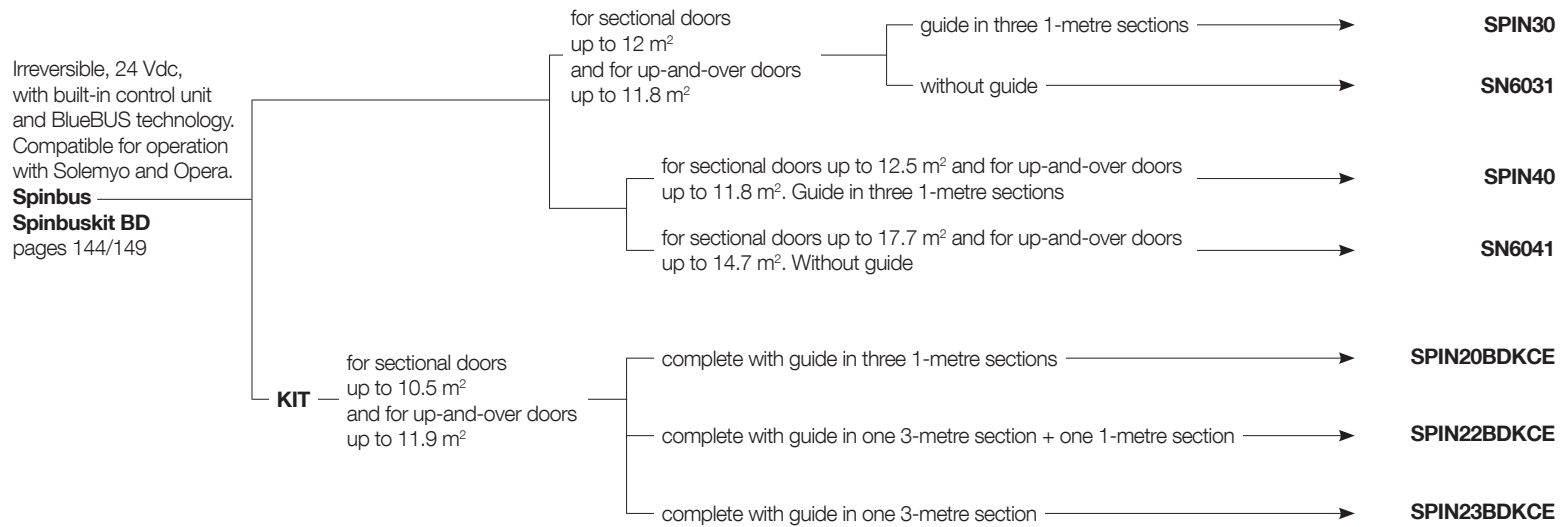 Irreversible, 24 Vdc,
with built-in control unit
and BlueBUS technology.
Compatible for operation
with Solemyo and Opera.
Spinbus
Spinbuskit BD
pages 144/149
for sectional doors
up to 12 m²
and for up-and-over doors
up to 11.8 m²
guide in three 1-metre sections
SPIN30
without guide
SN6031
for sectional doors up to 12.5 m² and for up-and-over doors
up to 11.8 m². Guide in three 1-metre sections
SPIN40
for sectional doors up to 17.7 m² and for up-and-over doors
up to 14.7 m². Without guide
SN6041
KIT
for sectional doors
up to 10.5 m²
and for up-and-over doors
up to 11.9 m²
complete with guide in three 1-metre sections
SPIN20BDKCE
complete with guide in one 3-metre section + one 1-metre section
SPIN22BDKCE
complete with guide in one 3-metre section
SPIN23BDKCE